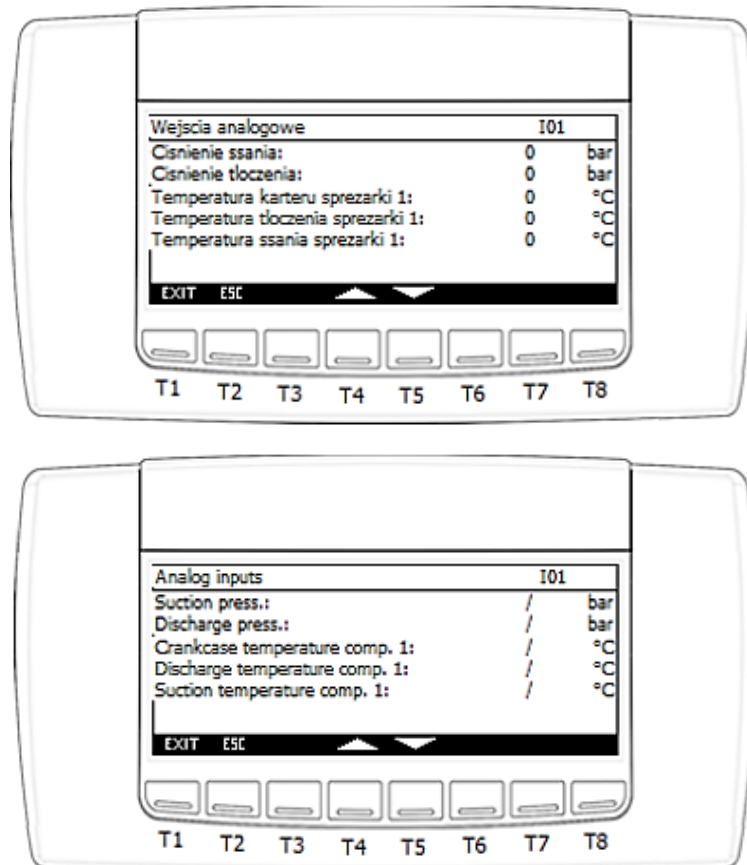 Wejscia analogowe I01
Cisnienie ssania: 0 bar
Cisnienie tloczenia: 0 bar
Temperatura karteru sprezarki 1: 0 °C
Temperatura tloczenia sprezarki 1: 0 °C
Temperatura ssania sprezarki 1: 0 °C
EXIT ESC
T1 T2 T3 T4 T5 T6 T7 T8
Analog inputs I01
Suction press.: / bar
Discharge press.: / bar
Crankcase temperature comp. 1: / °C
Discharge temperature comp. 1: / °C
Suction temperature comp. 1: / °C
EXIT ESC
T1 T2 T3 T4 T5 T6 T7 T8